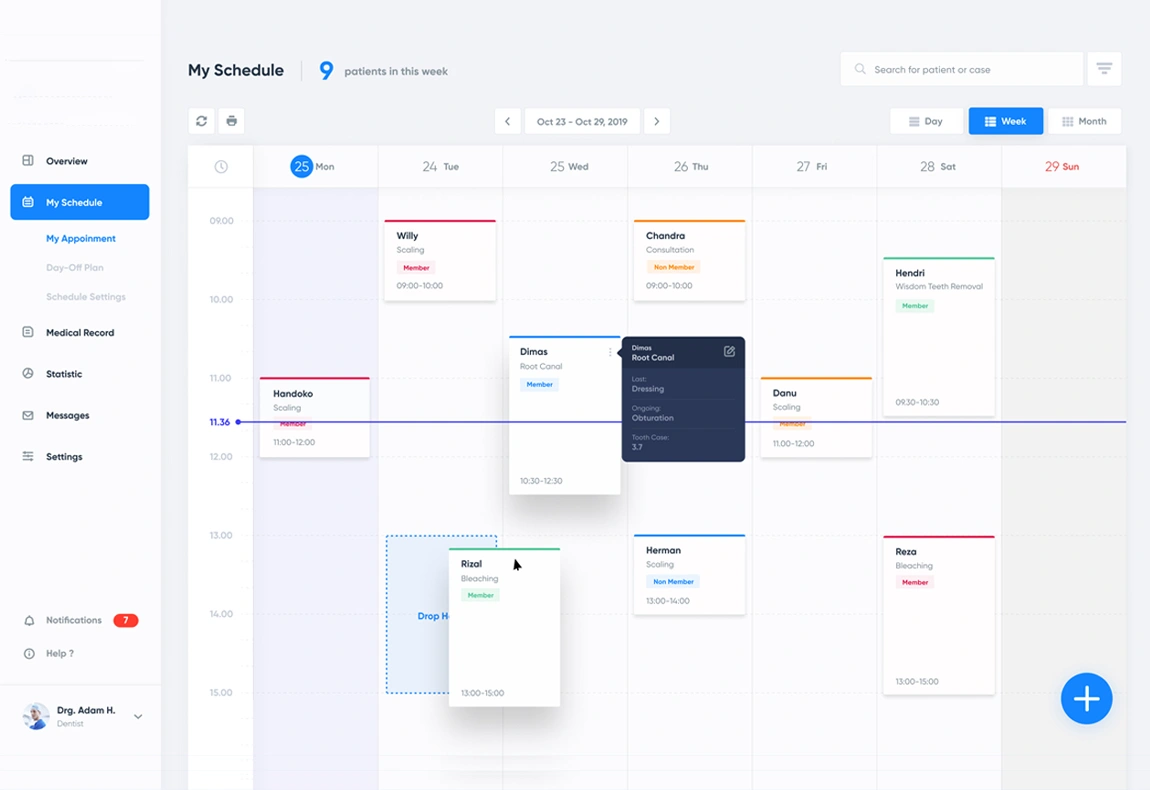 My Schedule
9 patients in this week
Search for patient or case
Oct 23 - Oct 29, 2019
Day
Week
Month
Overview
My Schedule
My Appoinment
Day-Off Plan
Schedule Settings
Medical Record
Statistic
Messages
Settings
Notifications 7
Help ?
Drg. Adam H.
Dentist
25 Mon
24 Tue
25 Wed
26 Thu
27 Fri
28 Sat
29 Sun
09.00
10.00
11.00
11.36
12.00
13.00
14.00
15.00
Handoko
Scaling
Member
11:00-12:00
Willy
Scaling
Member
09:00-10:00
Drop H
Rizal
Bleaching
Member
13:00-15:00
Dimas
Root Canal
Member
10:30-12:30
Dimas
Root Canal
Last:
Dressing
Ongoing:
Obturation
Tooth Case:
3.7
Chandra
Consultation
Non Member
09:00-10:00
Herman
Scaling
Non Member
13:00-14:00
Danu
Scaling
Member
11.00-12:00
Hendri
Wisdom Teeth Removal
Member
09.30-10:30
Reza
Bleaching
Member
13:00-15:00